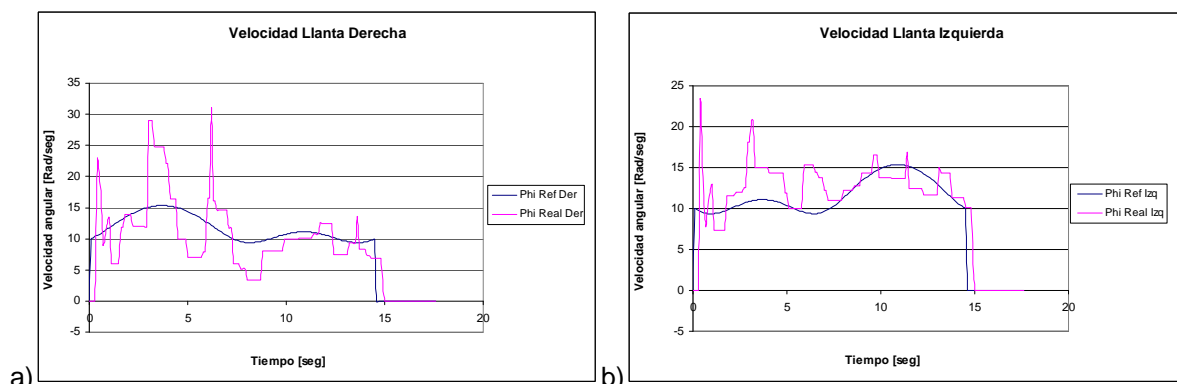 Velocidad Llanta Derecha
35
30
25
20
15
10
5
0
-5
0
5
10
15
20
Velocidad angular [Rad/seg]
Tiempo [seg]
Phi Ref Der
Phi Real Der
a)
Velocidad Llanta Izquierda
25
20
15
10
5
0
-5
0
5
10
15
20
Velocidad angular [Rad/seg]
Tiempo [seg]
Phi Ref Izq
Phi Real Izq
b)